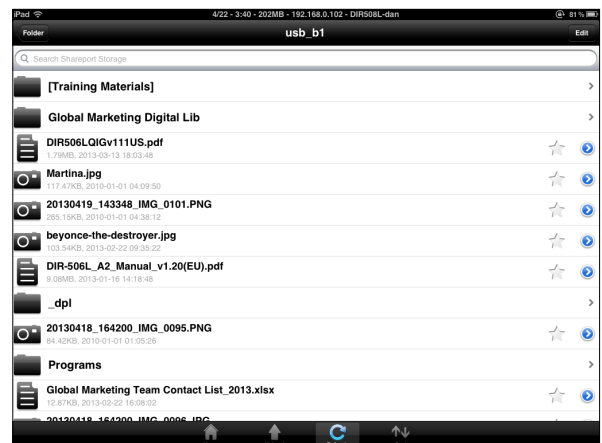 iPad 4/22 - 3:40 - 202MB - 192.168.0.102 - DIR508L-dan 81%
Folder usb_b1 Edit
Search Shareport Storage
[Training Materials]
Global Marketing Digital Lib
DIR506LQIGv111US.pdf
1.79MB, 2013-03-13 18:03:48
Martina.jpg
117.47KB, 2010-01-01 04:09:50
20130419_143348_IMG_0101.PNG
265.15KB, 2010-01-01 04:38:12
beyonce-the-destroyer.jpg
103.54KB, 2013-02-22 09:35:22
DIR-506L_A2_Manual_v1.20(EU).pdf
9.08MB, 2013-01-16 14:18:48
_dpl
20130418_164200_IMG_0095.PNG
84.42KB, 2010-01-01 01:05:26
Programs
Global Marketing Team Contact List_2013.xlsx
12.87KB, 2013-02-22 16:08:02
20130418_164200_IMG_0096.JPG